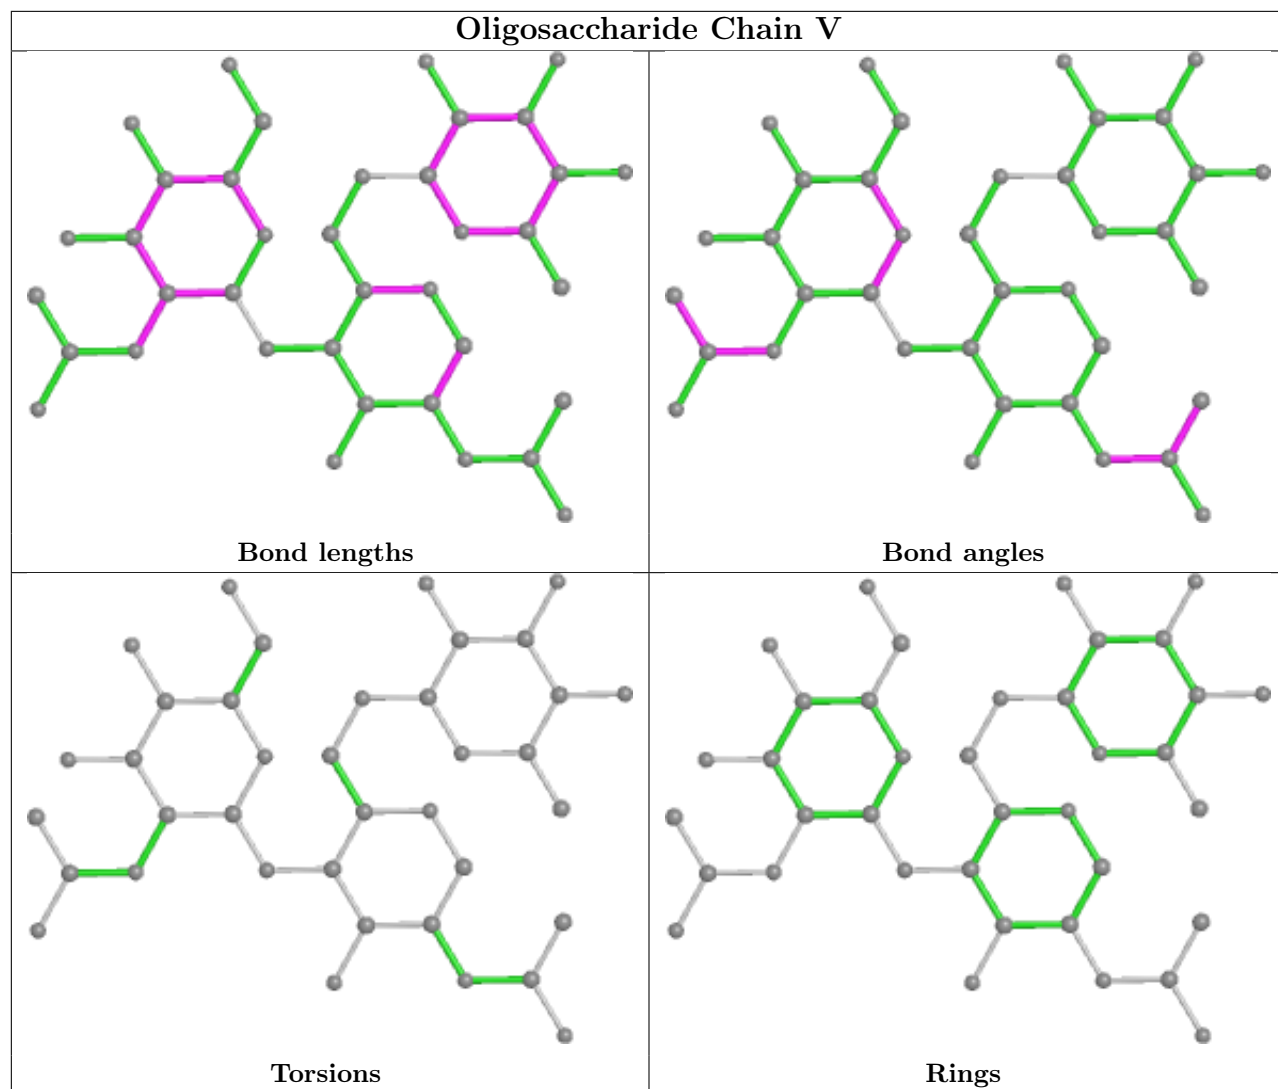 Oligosaccharide Chain V
Bond lengths
Bond angles
Torsions
Rings